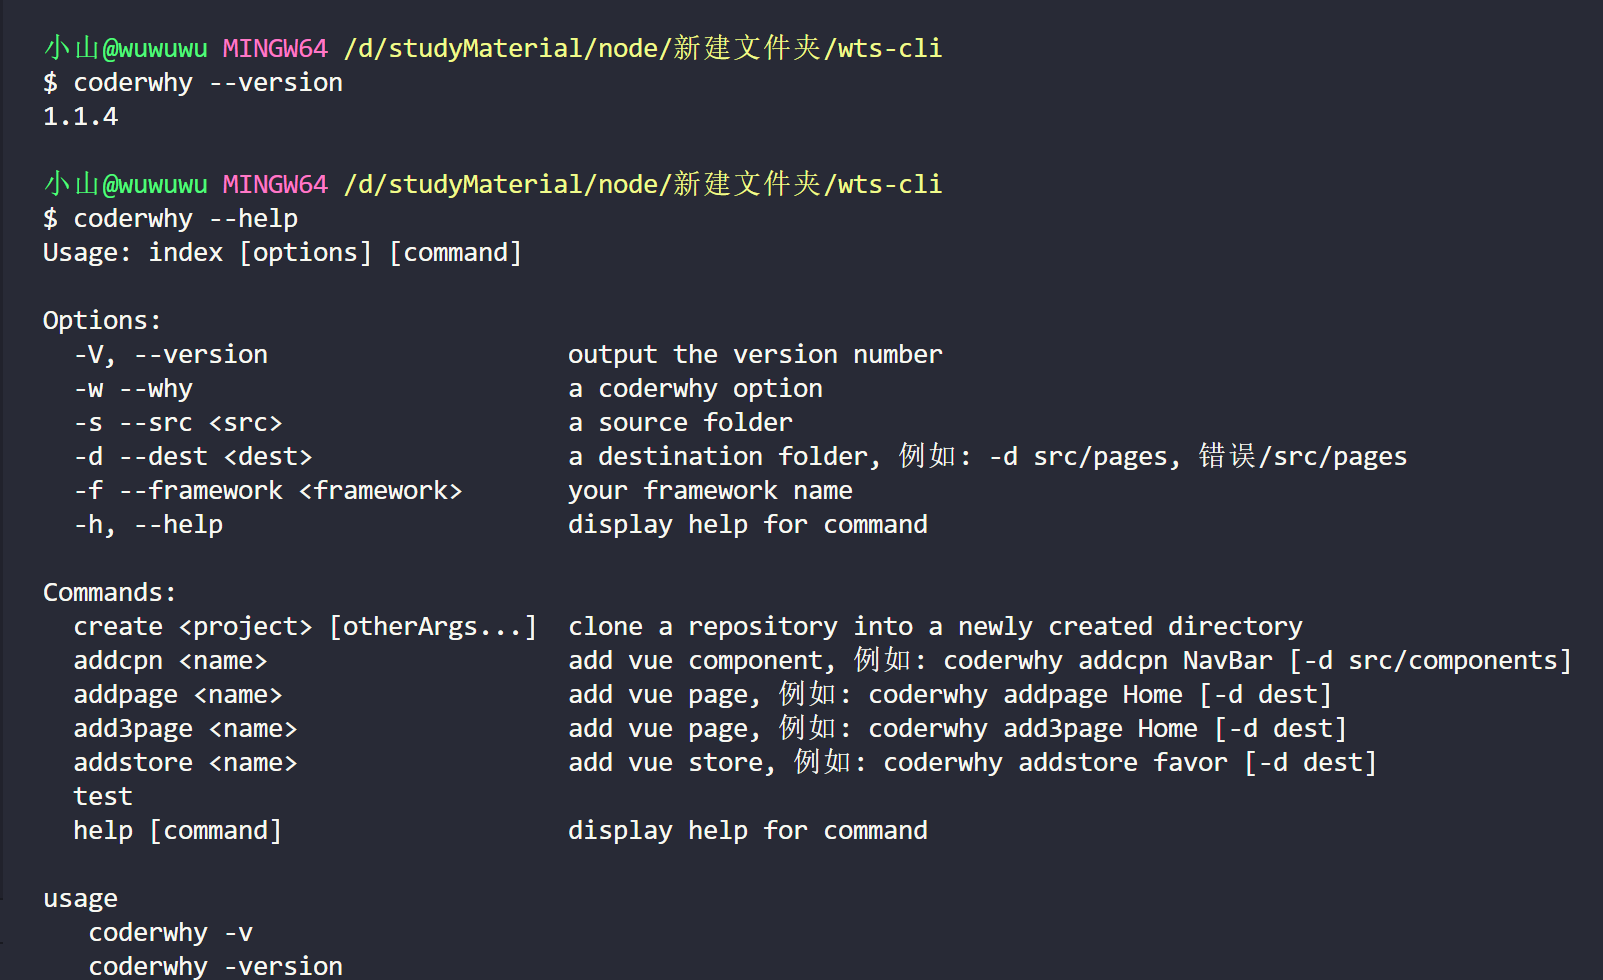 小山@wuwuwu MINGW64 /d/studyMaterial/node/新建文件夹/wts-cli
$ coderwhy --version
1.1.4
小山@wuwuwu MINGW64 /d/studyMaterial/node/新建文件夹/wts-cli
$ coderwhy --help
Usage: index [options] [command]
Options:
-V, --version output the version number
-w --why a coderwhy option
-s --src <src> a source folder
-d --dest <dest> a destination folder, 例如: -d src/pages, 错误/src/pages
-f --framework <framework> your framework name
-h, --help display help for command
Commands:
create <project> [otherArgs...] clone a repository into a newly created directory
addcpn <name> add vue component, 例如: coderwhy addcpn NavBar [-d src/components]
addpage <name> add vue page, 例如: coderwhy addpage Home [-d dest]
add3page <name> add vue page, 例如: coderwhy add3page Home [-d dest]
addstore <name> add vue store, 例如: coderwhy addstore favor [-d dest]
test
help [command] display help for command
usage
coderwhy -v
coderwhy -version